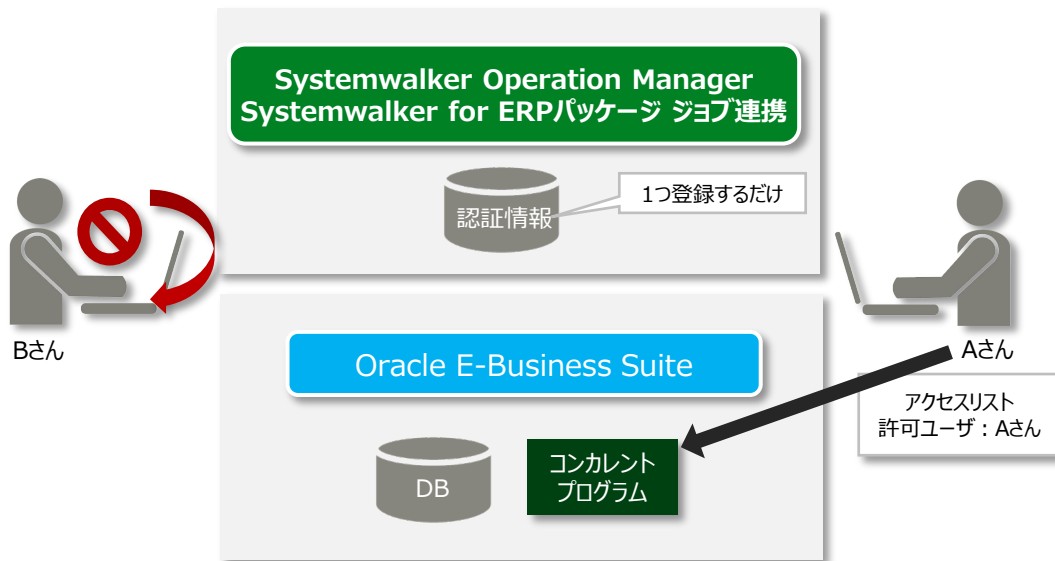 Systemwalker Operation Manager
Systemwalker for ERPパッケージ ジョブ連携
認証情報
1つ登録するだけ
Bさん
Aさん
Oracle E-Business Suite
アクセスリスト
許可ユーザ：Aさん
DB
コンカレント
プログラム